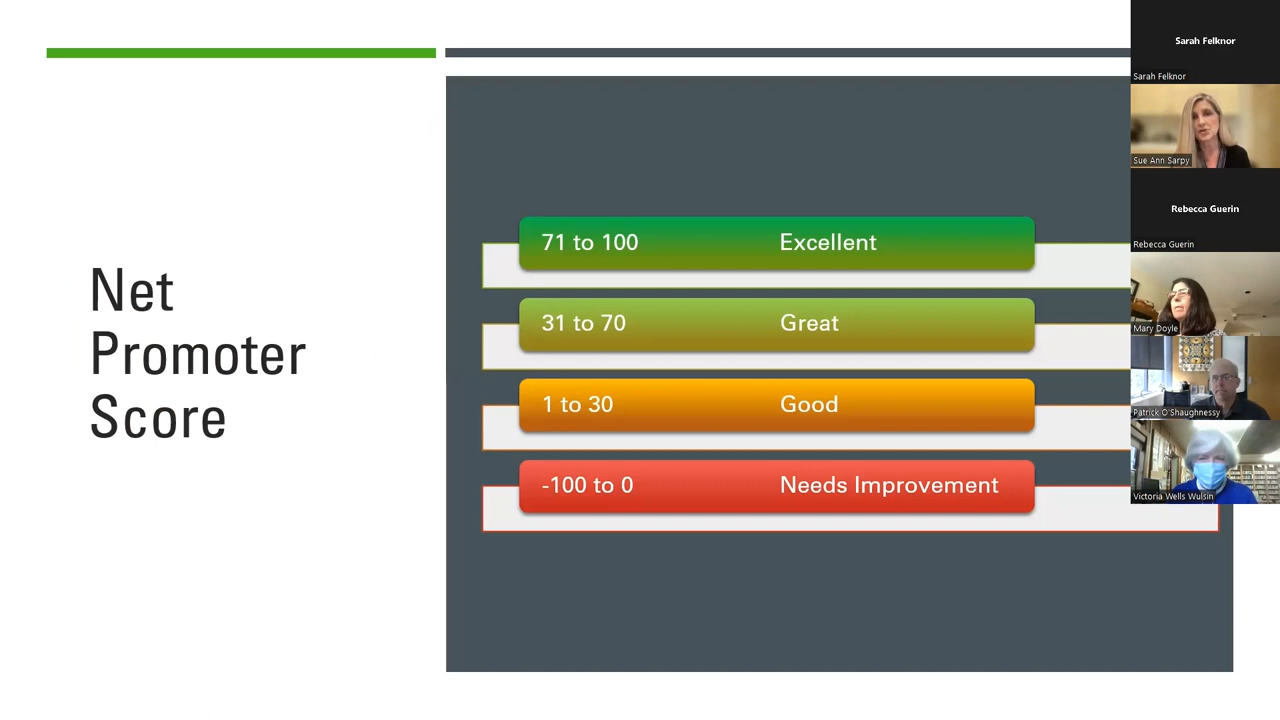 Net
Promoter
Score
71 to 100 Excellent
31 to 70 Great
1 to 30 Good
-100 to 0 Needs Improvement
Sarah Felknor
Sarah Felknor
Sue Ann Sarpy
Rebecca Guerin
Rebecca Guerin
Mary Doyle
Patrick O'Shaughnessy
Victoria Wells Wulsin